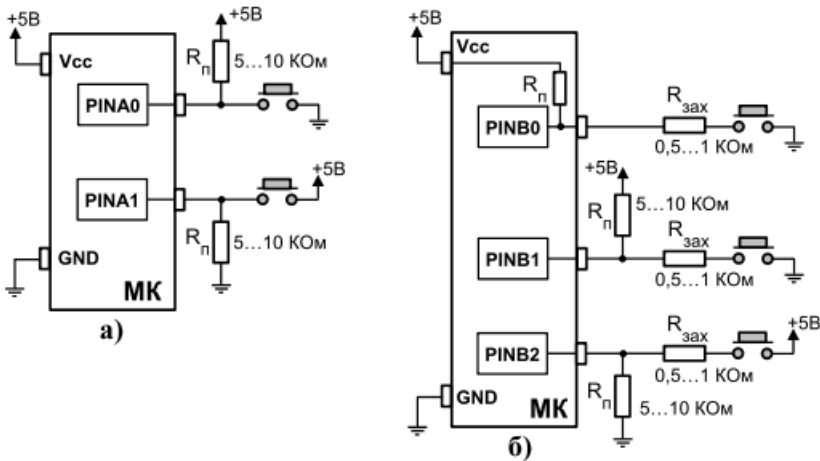 +5В
Vcc
+5В
Rп
5...10 КОм
PINA0
PINA1
+5В
Rп
5...10 КОм
GND
МК
а)
+5В
Vcc
Rп
PINB0
Rзах
0,5...1 КОм
+5В
5...10 КОм
Rп
Rзах
PINB1
0,5...1 КОм
Rзах
+5В
PINB2
0,5...1 КОм
Rп
5...10 КОм
GND
МК
б)